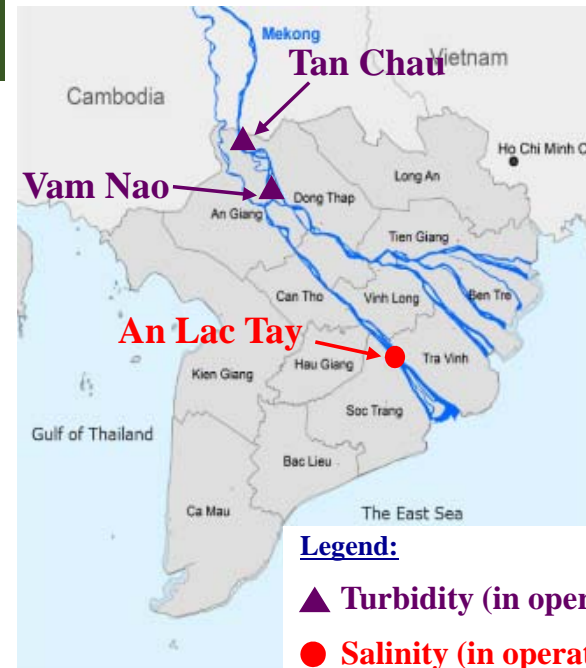 Mekong
Tan Chau
Vietnam
Cambodia
Ho Chi Minh C
Vam Nao
Long An
Dong Thap
An Giang
Tien Giang
Can Tho
Vinh Long
Ben Tre
An Lac Tay
Tra Vinh
Kien Giang
Hau Giang
Soc Trang
Gulf of Thailand
Bac Lieu
Ca Mau
The East Sea
Legend:
Turbidity (in oper
Salinity (in operat